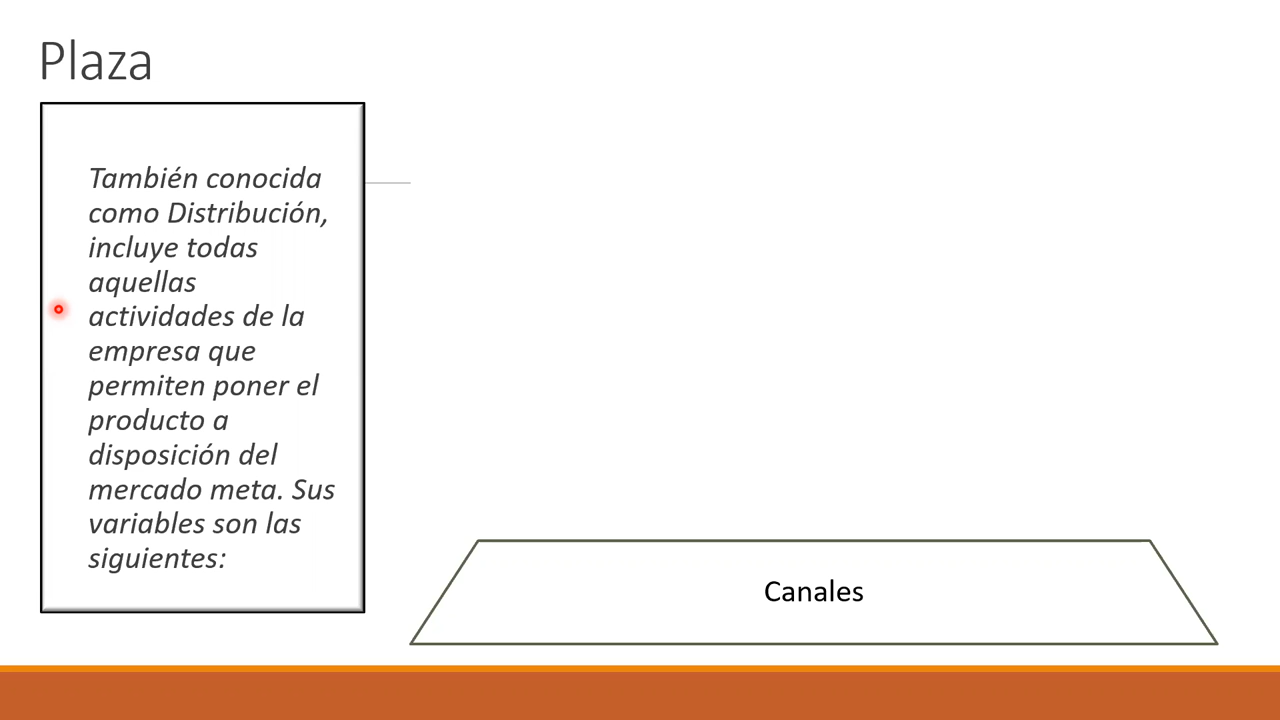 Plaza
También conocida
como Distribución,
incluye todas
aquellas
actividades de la
empresa que
permiten poner el
producto a
disposición del
mercado meta. Sus
variables son las
siguientes:
Canales